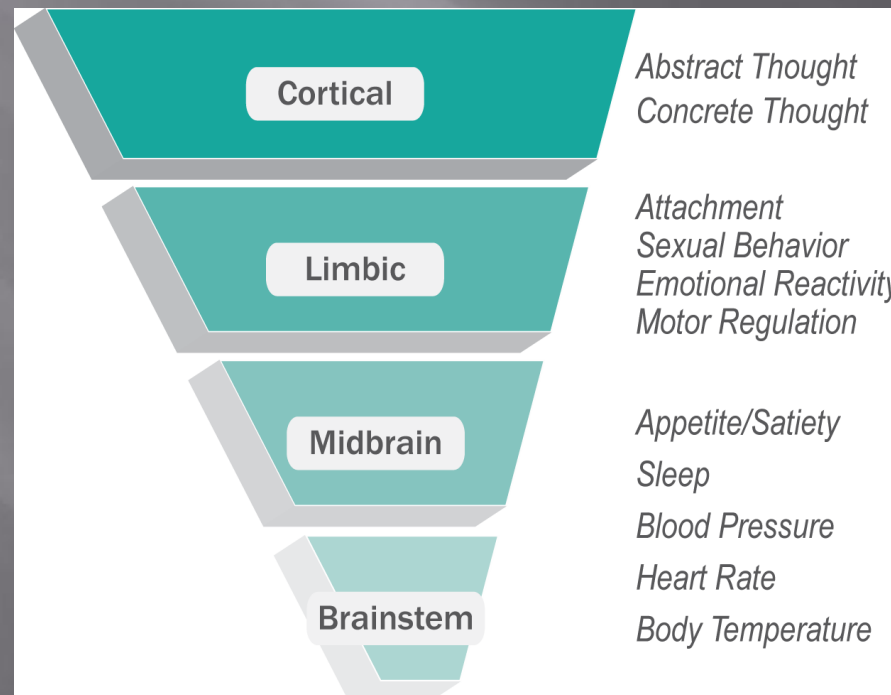 Cortical
Abstract Thought
Concrete Thought
Limbic
Attachment
Sexual Behavior
Emotional Reactivity
Motor Regulation
Midbrain
Appetite/Satiety
Sleep
Blood Pressure
Heart Rate
Brainstem
Body Temperature